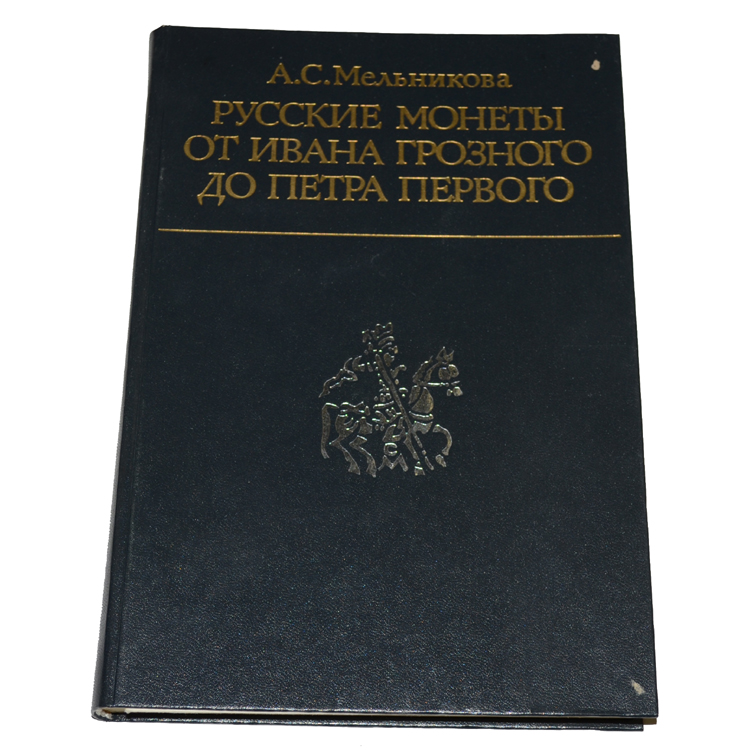 А.С.Мельникова
РУССКИЕ МОНЕТЫ
ОТ ИВАНА ГРОЗНОГО
ДО ПЕТРА ПЕРВОГО